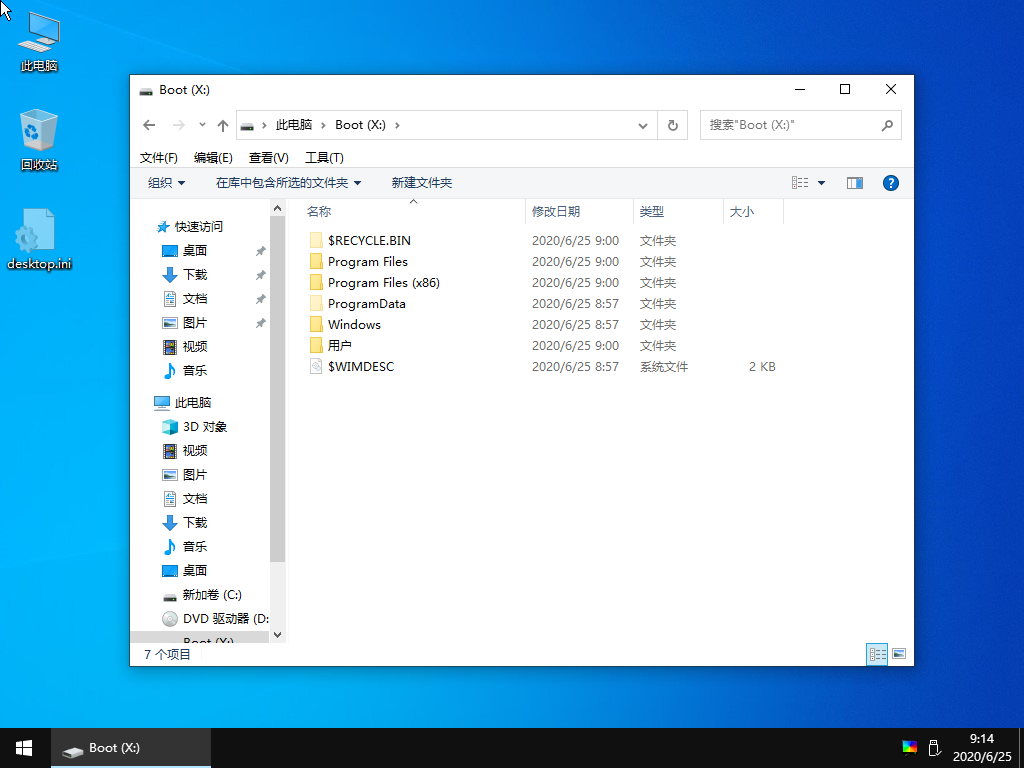 此电脑
回收站
desktop.ini
Boot (X:)
此电脑 Boot (X:)
搜索"Boot (X:)"
文件(F) 编辑(E) 查看(V) 工具(T)
组织 在库中包含所选的文件夹 新建文件夹
名称 修改日期 类型 大小
$RECYCLE.BIN 2020/6/25 9:00 文件夹
Program Files 2020/6/25 9:00 文件夹
Program Files (x86) 2020/6/25 9:00 文件夹
ProgramData 2020/6/25 8:57 文件夹
Windows 2020/6/25 8:57 文件夹
用户 2020/6/25 9:00 文件夹
$WIMDESC 2020/6/25 8:57 系统文件 2 KB
快速访问
桌面
下载
文档
图片
视频
音乐
此电脑
3D 对象
视频
图片
文档
下载
音乐
桌面
新加卷 (C:)
DVD 驱动器 (D:
Boot (X:)
7 个项目
Boot (X:)
9:14
2020/6/25